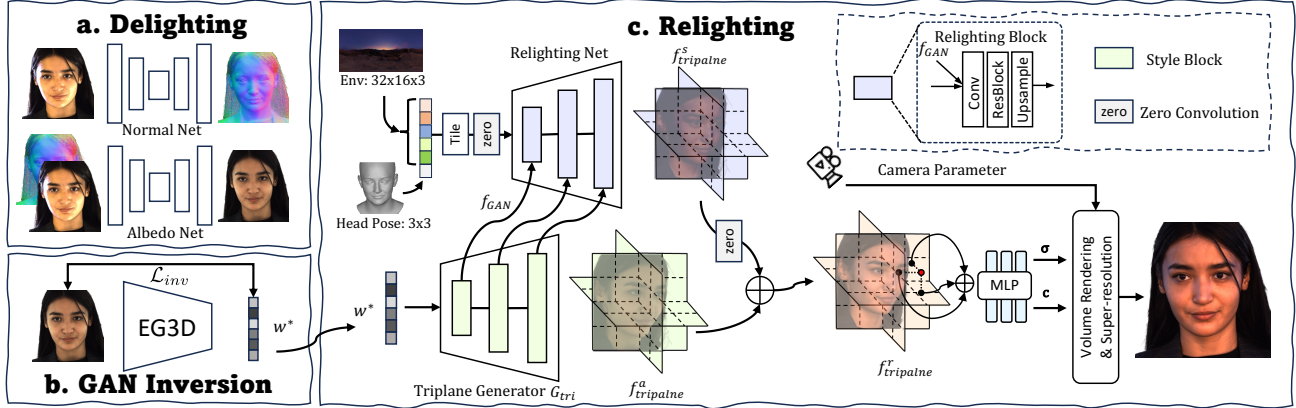 a. Delighting
Normal Net
Albedo Net
b. GAN Inversion
ℒ_inv
EG3D
w*
c. Relighting
Env: 32x16x3
Head Pose: 3x3
Tile
zero
Relighting Net
f_GAN
w*
Triplane Generator G_tri
f^s_tripalne
zero
f^a_tripalne
f^r_tripalne
Camera Parameter
MLP
σ
c
Volume Rendering
& Super-resolution
Relighting Block
f_GAN
Conv
ResBlock
Upsample
Style Block
zero
Zero Convolution